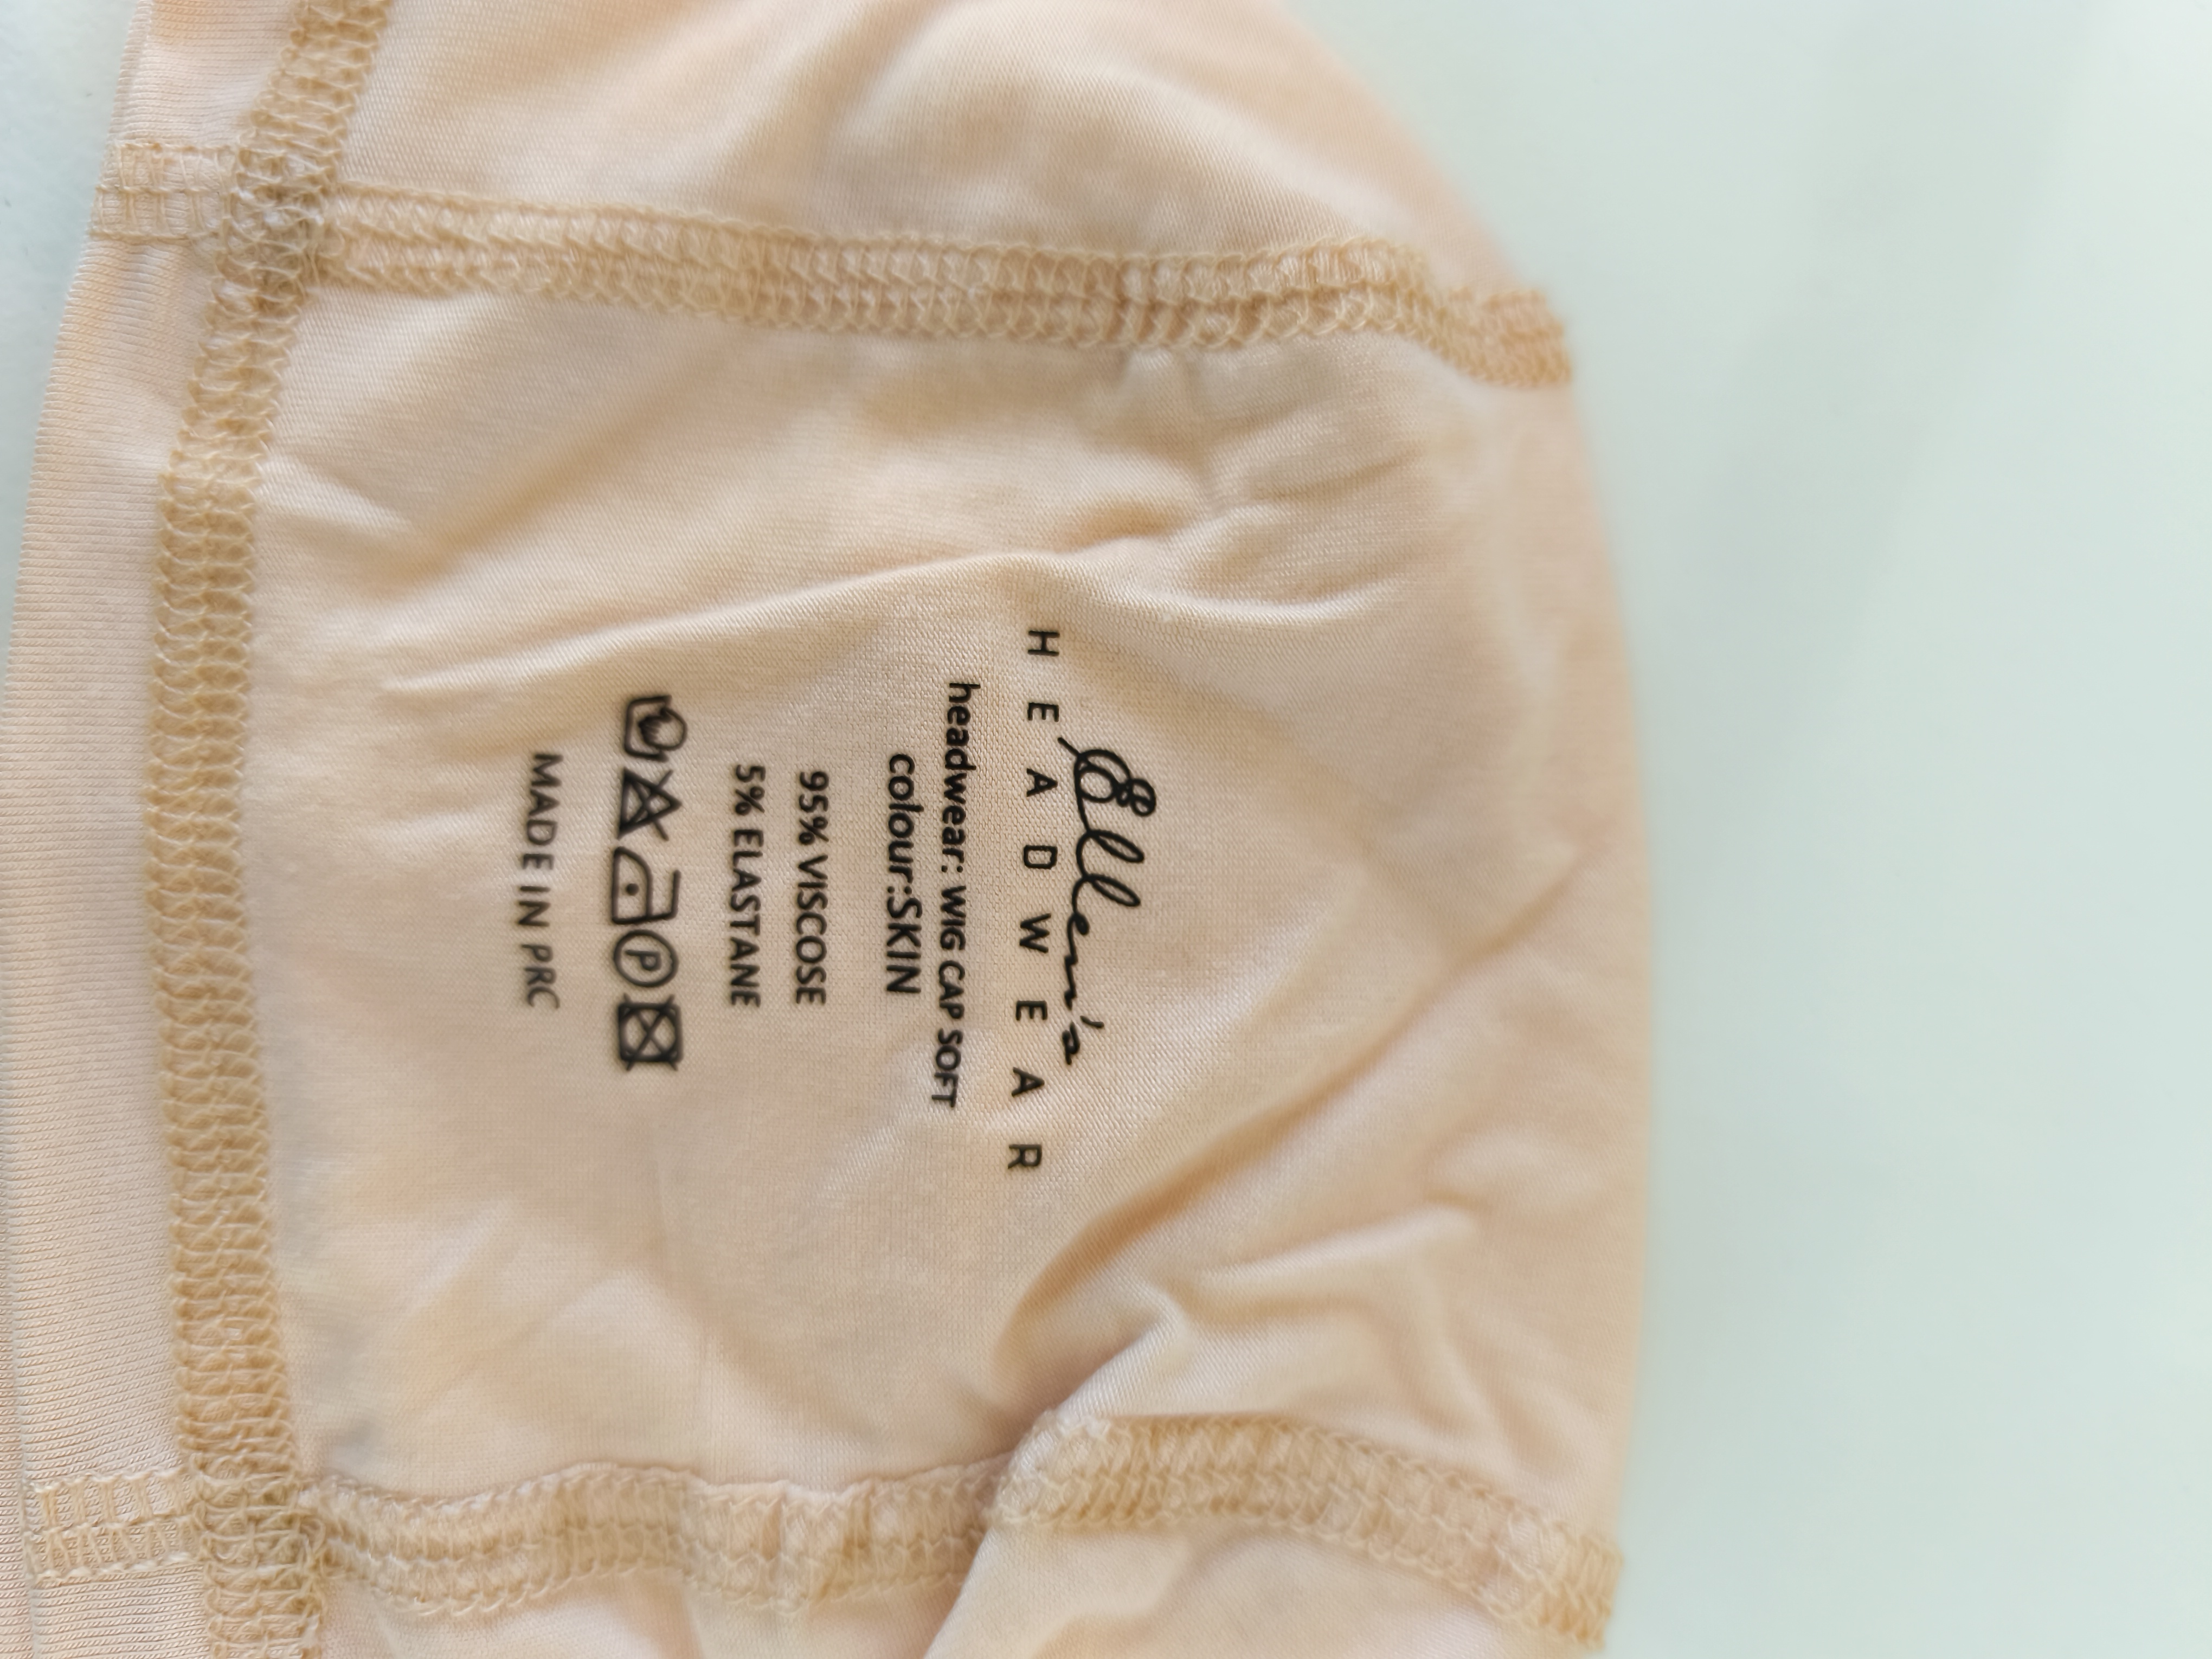 Ellen's
HEADWEAR
headwear: WIG CAP SOFT
colour:SKIN
95% VISCOSE
5% ELASTANE
P
MADE IN PRC